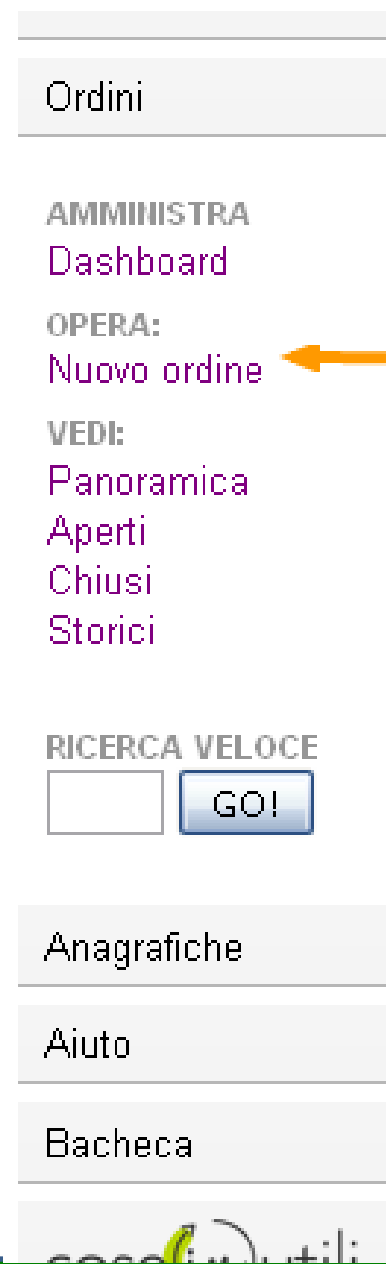 Ordini
AMMINISTRA
Dashboard
OPERA:
Nuovo ordine
VEDI:
Panoramica
Aperti
Chiusi
Storici
RICERCA VELOCE
GO!
Anagrafiche
Aiuto
Bacheca